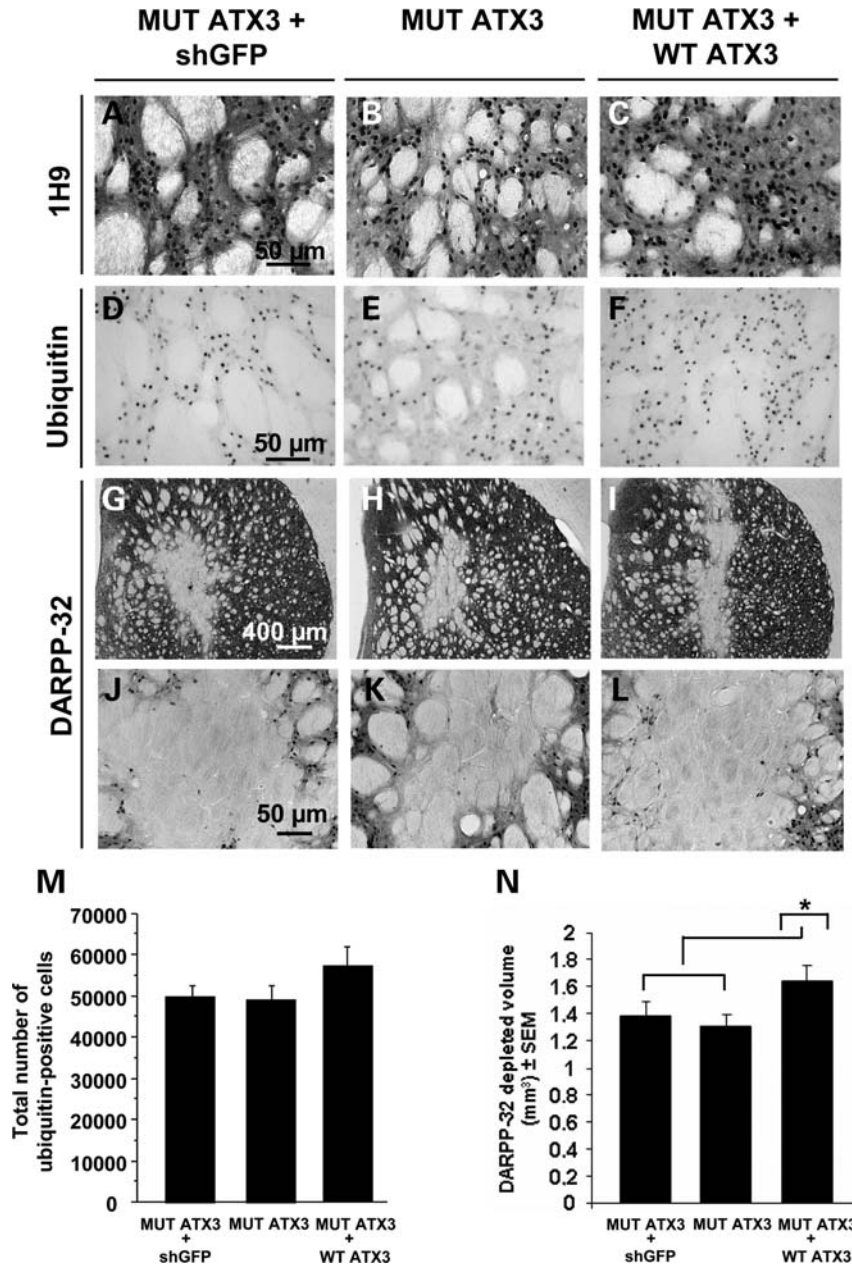 MUT ATX3 +
shGFP
MUT ATX3
MUT ATX3 +
WT ATX3
1H9
A
50 µm
B
C
Ubiquitin
D
50 µm
E
F
DARPP-32
G
400 µm
H
I
J
50 µm
K
L
M
Total number of
ubiquitin-positive cells
70000
60000
50000
40000
30000
20000
10000
0
MUT ATX3
+
shGFP
MUT ATX3
MUT ATX3
+
WT ATX3
N
*
DARPP-32 depleted volume
(mm³) ± SEM
2
1.8
1.6
1.4
1.2
1
0.8
0.6
0.4
0.2
0
MUT ATX3
+
shGFP
MUT ATX3
MUT ATX3
+
WT ATX3